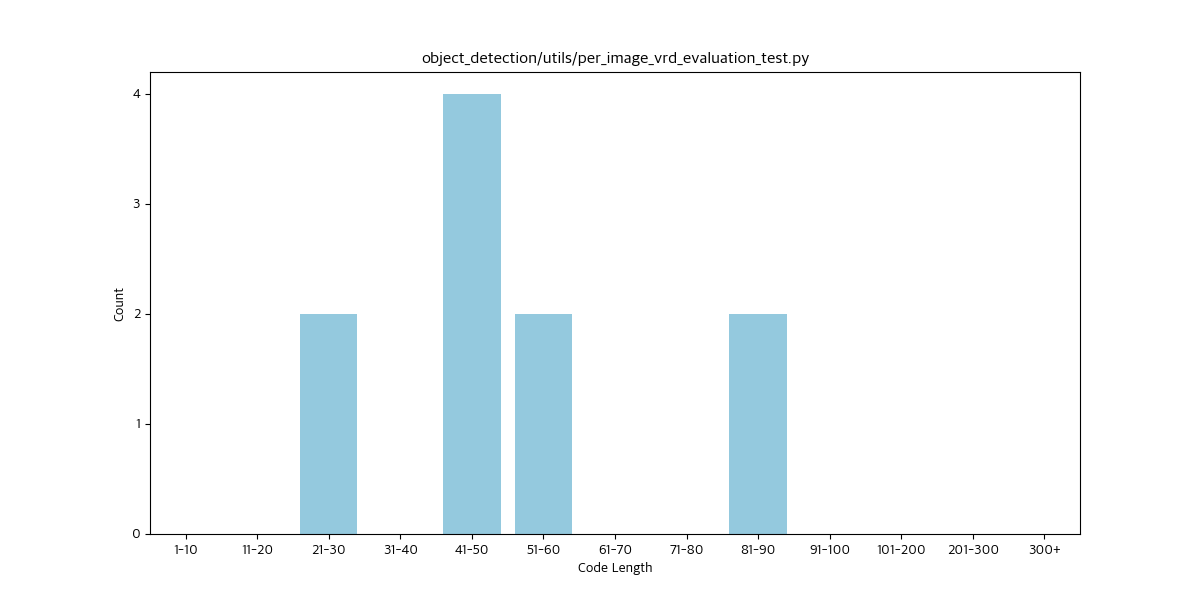 object_detection/utils/per_image_vrd_evaluation_test.py
4
3
2
1
0
Count
1-10 11-20 21-30 31-40 41-50 51-60 61-70 71-80 81-90 91-100 101-200 201-300 300+
Code Length